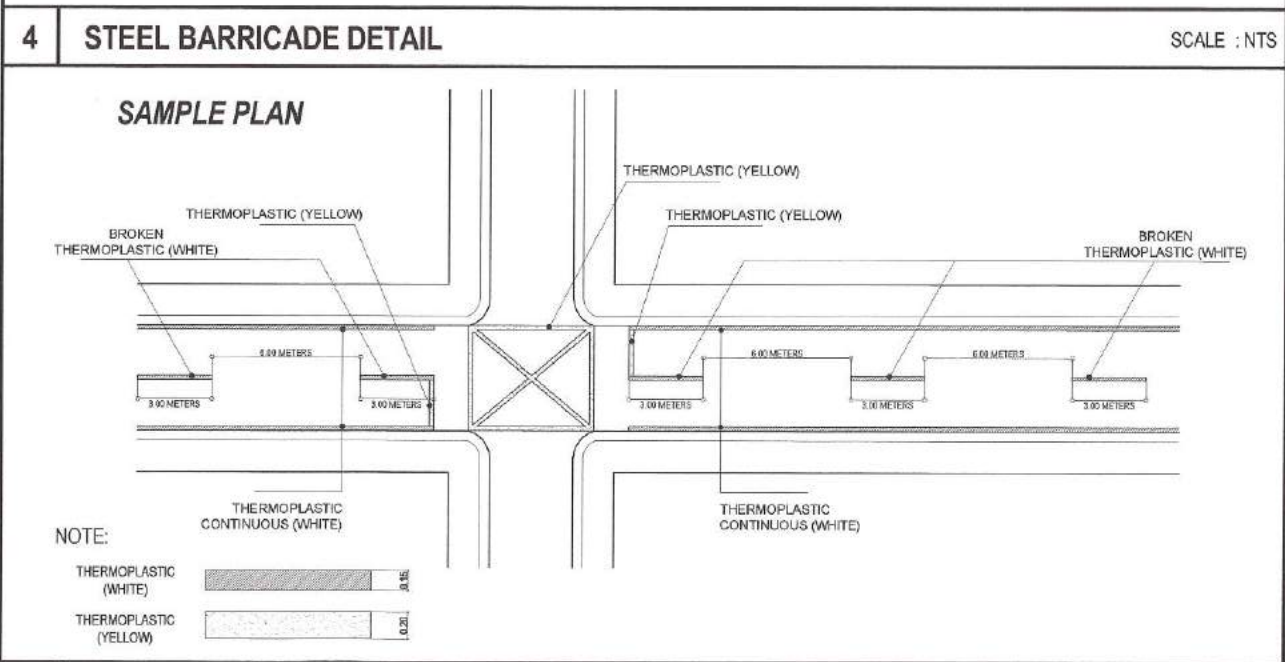 4 STEEL BARRICADE DETAIL SCALE : NTS
SAMPLE PLAN
THERMOPLASTIC (YELLOW)
THERMOPLASTIC (YELLOW)
THERMOPLASTIC (YELLOW)
BROKEN
THERMOPLASTIC (WHITE)
BROKEN
THERMOPLASTIC (WHITE)
6.00 METERS
6.00 METERS
6.00 METERS
3.00 METERS
3.00 METERS
3.00 METERS
3.00 METERS
3.00 METERS
THERMOPLASTIC
CONTINUOUS (WHITE)
THERMOPLASTIC
CONTINUOUS (WHITE)
NOTE:
THERMOPLASTIC
(WHITE)
0.15
THERMOPLASTIC
(YELLOW)
0.20